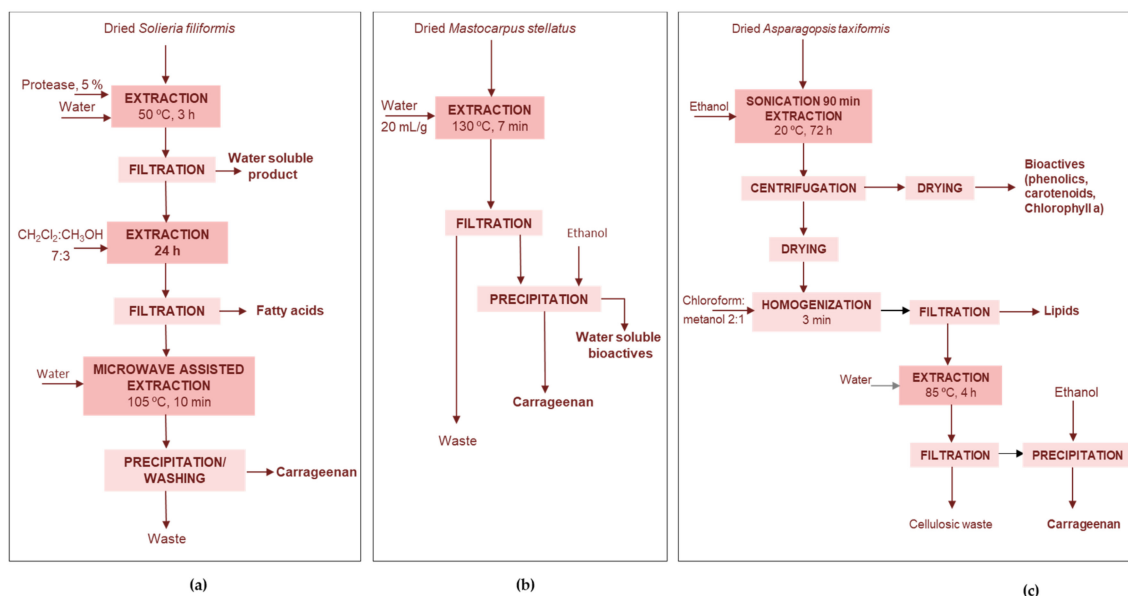 Dried Solieria filiformis
Protease, 5 %
Water
EXTRACTION
50 ºC, 3 h
FILTRATION
Water soluble
product
CH₂Cl₂:CH₃OH
7:3
EXTRACTION
24 h
FILTRATION
Fatty acids
Water
MICROWAVE ASSISTED
EXTRACTION
105 ºC, 10 min
PRECIPITATION/
WASHING
Carrageenan
Waste
(a)
Dried Mastocarpus stellatus
Water
20 mL/g
EXTRACTION
130 ºC, 7 min
FILTRATION
Ethanol
PRECIPITATION
Water soluble
bioactives
Carrageenan
Waste
(b)
Dried Asparagopsis taxiformis
Ethanol
SONICATION 90 min
EXTRACTION
20 ºC, 72 h
CENTRIFUGATION
DRYING
Bioactives
(phenolics,
carotenoids,
Chlorophyll a)
DRYING
Chloroform:
metanol 2:1
HOMOGENIZATION
3 min
FILTRATION
Lipids
Water
EXTRACTION
85 ºC, 4 h
Ethanol
FILTRATION
PRECIPITATION
Cellulosic waste
Carrageenan
(c)